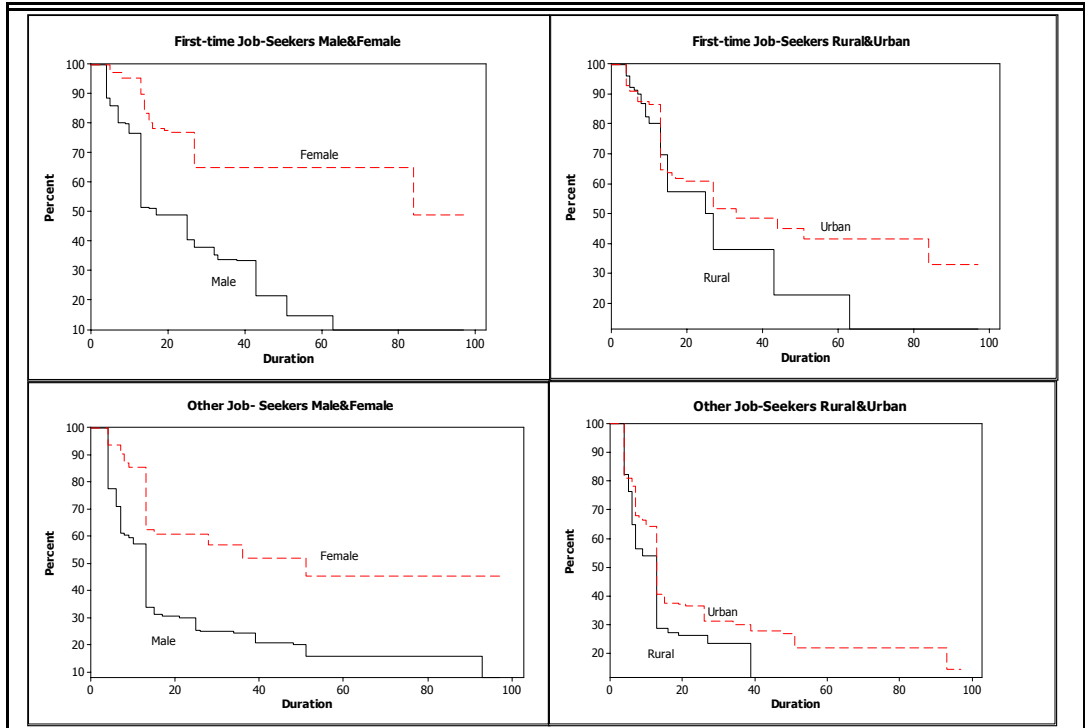 First-time Job-Seekers Male&Female
100
90
80
70
60
50
40
30
20
10
Percent
Female
Male
0 20 40 60 80 100
Duration
First-time Job-Seekers Rural&Urban
100
90
80
70
60
50
40
30
20
Percent
Urban
Rural
0 20 40 60 80 100
Duration
Other Job- Seekers Male&Female
100
90
80
70
60
50
40
30
20
10
Percent
Female
Male
0 20 40 60 80 100
Duration
Other Job-Seekers Rural&Urban
100
90
80
70
60
50
40
30
20
Percent
Urban
Rural
0 20 40 60 80 100
Duration